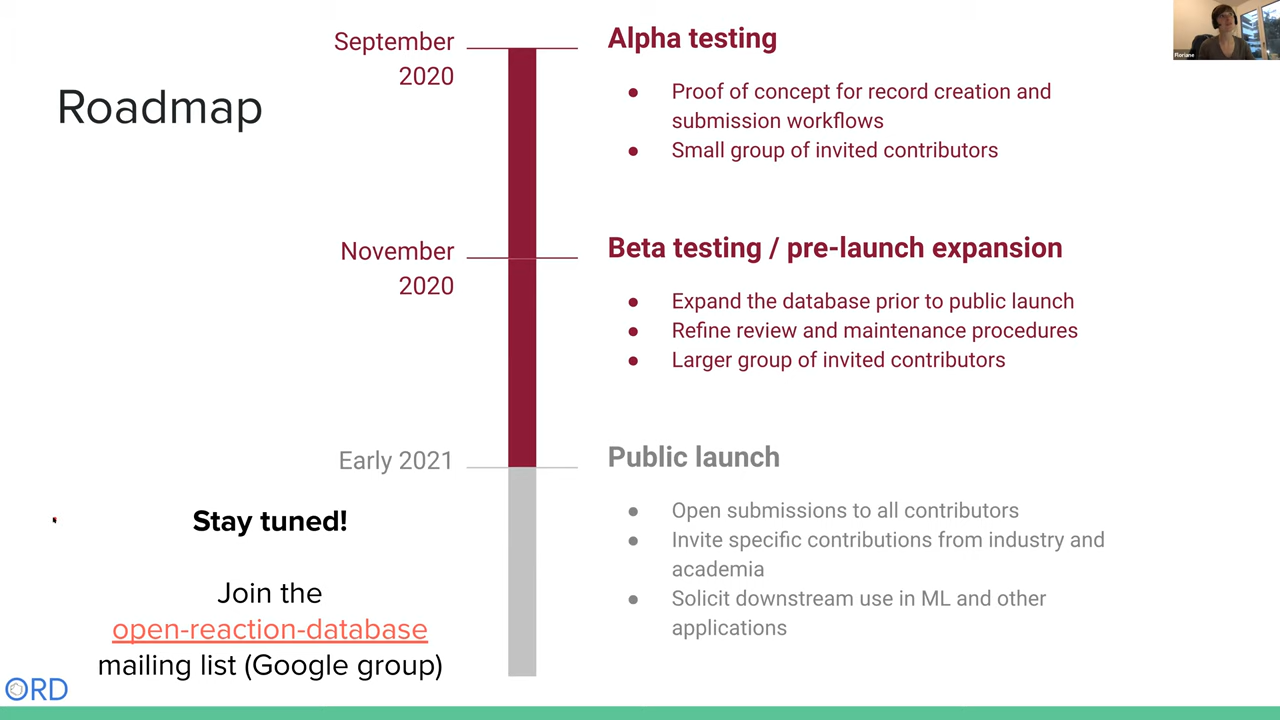 Roadmap
September
2020
Alpha testing
● Proof of concept for record creation and
submission workflows
● Small group of invited contributors
November
2020
Beta testing / pre-launch expansion
● Expand the database prior to public launch
● Refine review and maintenance procedures
● Larger group of invited contributors
Early 2021
Public launch
● Open submissions to all contributors
● Invite specific contributions from industry and
academia
● Solicit downstream use in ML and other
applications
Stay tuned!
Join the
open-reaction-database
mailing list (Google group)
ORD
Floriane